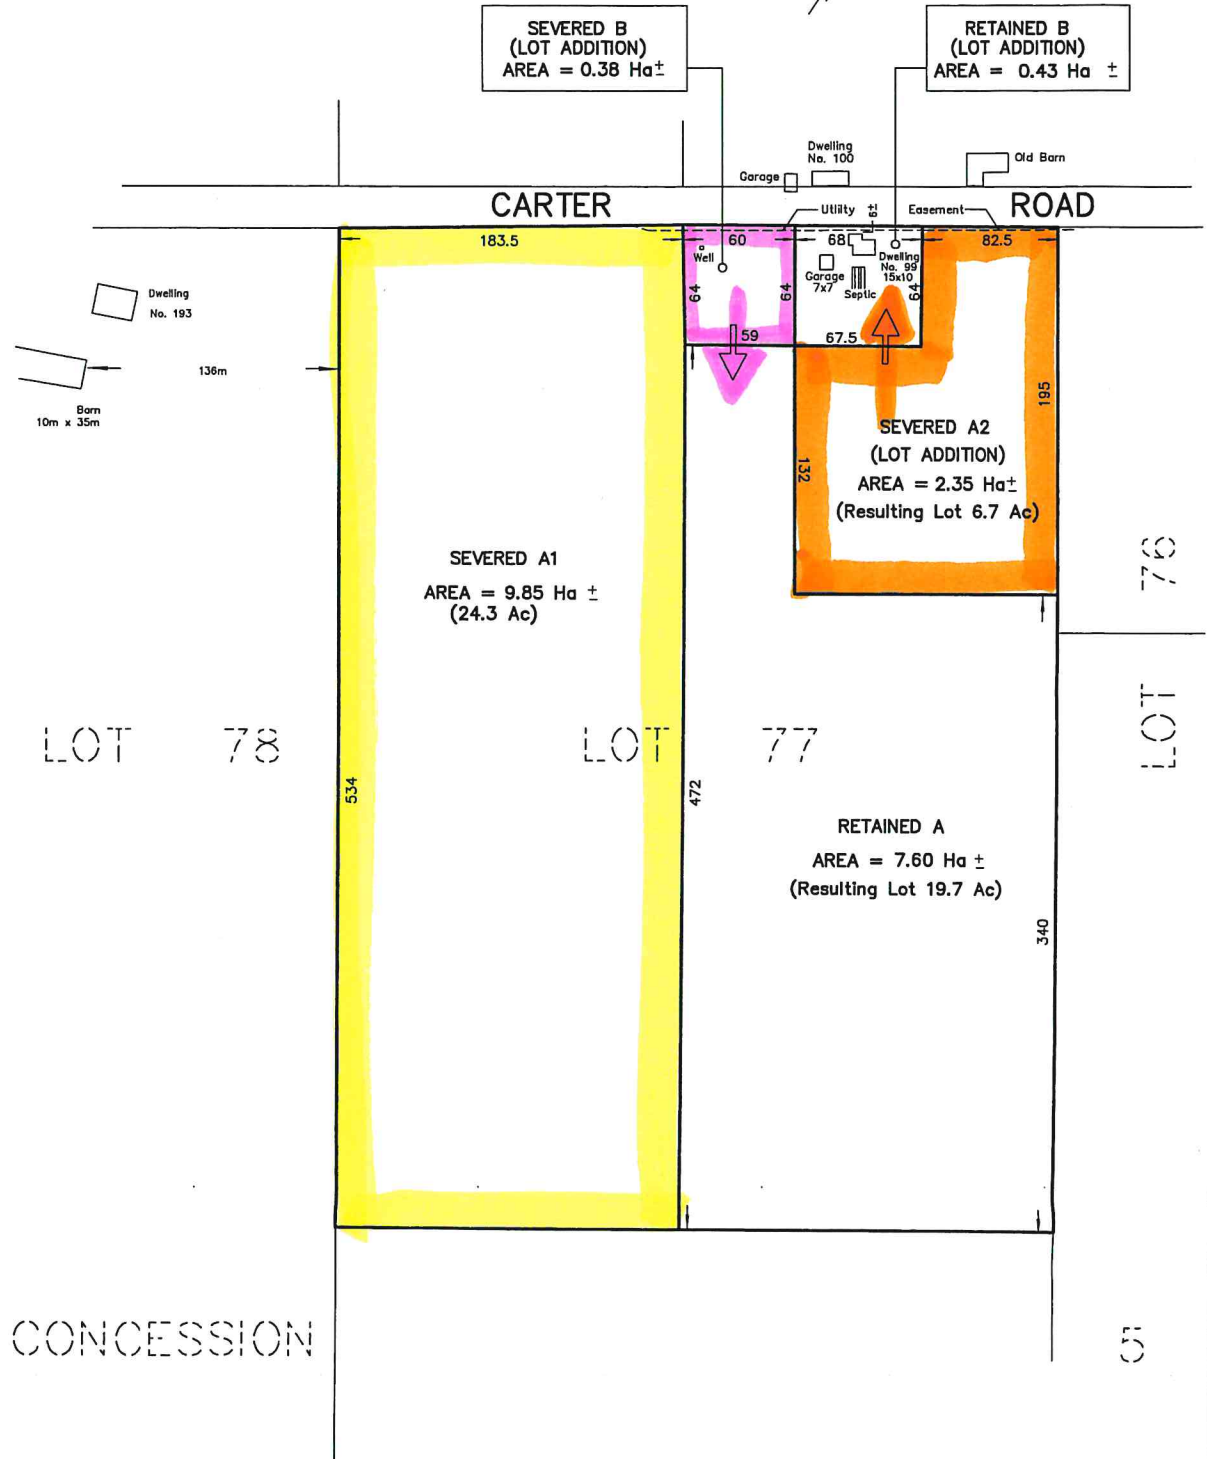 SEVERED B
(LOT ADDITION)
AREA = 0.38 Ha±
RETAINED B
(LOT ADDITION)
AREA = 0.43 Ha ±
Dwelling
No. 100
Garage
Old Barn
CARTER ROAD
Utility
6±
Easement
183.5
60
68
82.5
Well
Garage
7x7
Septic
Dwelling
No. 99
15x10
64
64
64
59
67.5
Dwelling
No. 193
136m
Barn
10m x 35m
195
132
SEVERED A2
(LOT ADDITION)
AREA = 2.35 Ha±
(Resulting Lot 6.7 Ac)
SEVERED A1
AREA = 9.85 Ha ±
(24.3 Ac)
LOT 76
LOT 78
LOT 77
534
472
RETAINED A
AREA = 7.60 Ha ±
(Resulting Lot 19.7 Ac)
340
CONCESSION 5